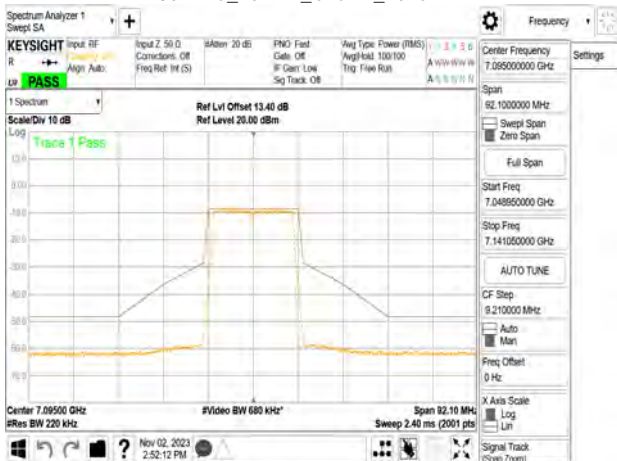 Spectrum Analyzer 1
Swept SA
Frequency
KEYSIGHT
Input: RF
Input Z: 50 Ω
#Atten: 20 dB
PNO: Fast
Avg Type: Power (RMS)
Corrections: Off
Gate: Off
Avg|Hold: 100/100
Align: Auto
Freq Ref: Int (S)
IF Gain: Low
Trig: Free Run
Sig Track: Off
PASS
1 Spectrum
Scale/Div 10 dB
Ref Lvl Offset 13.40 dB
Ref Level 20.00 dBm
Log
Trace 1 Pass
Center 7.09500 GHz
#Video BW 680 kHz*
Span 92.10 MHz
#Res BW 220 kHz
Sweep 2.40 ms (2001 pts
Nov 02, 2023
2:52:12 PM
Center Frequency
7.095000000 GHz
Settings
Span
92.1000000 MHz
Swept Span
Zero Span
Full Span
Start Freq
7.048950000 GHz
Stop Freq
7.141050000 GHz
AUTO TUNE
CF Step
9.210000 MHz
Auto
Man
Freq Offset
0 Hz
X Axis Scale
Log
Lin
Signal Track
(Span Zoom)